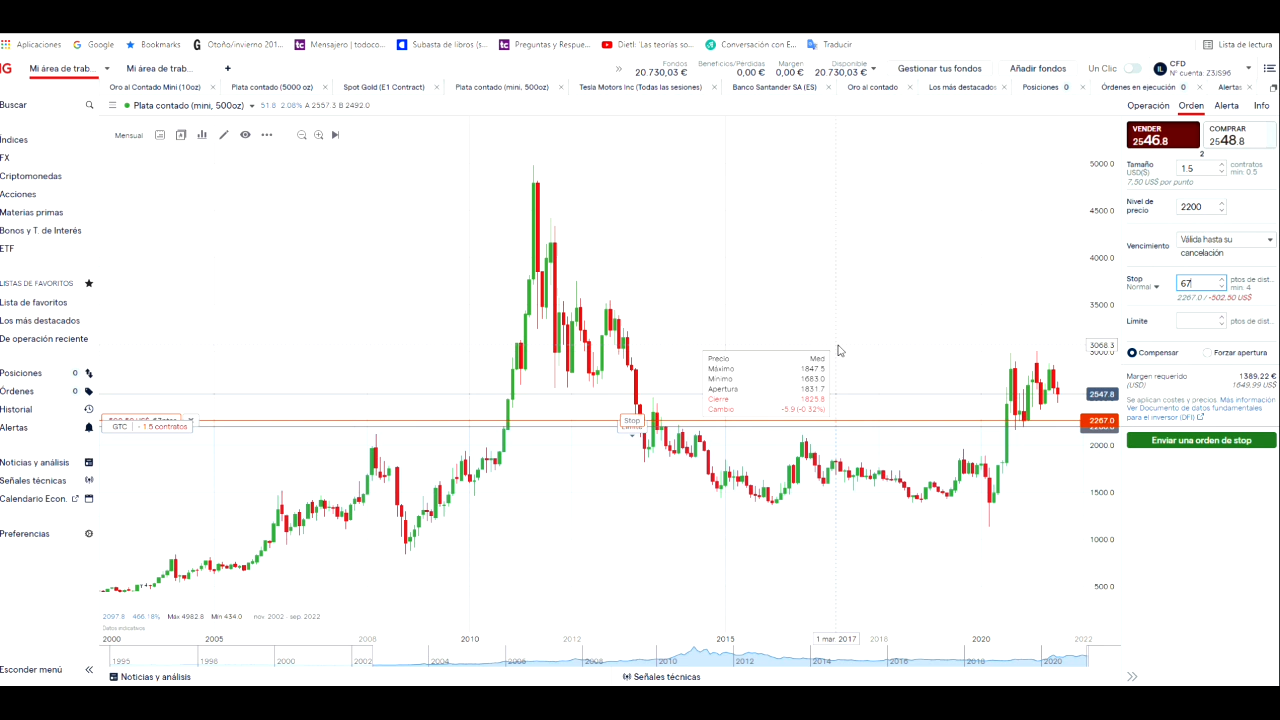 Aplicaciones Google Bookmarks Otoño/invierno 201... Mensajero | todoco... Subasta de libros (s... Preguntas y Respue... Dietl: 'Las teorías so... Conversación con E... Traducir Lista de lectura
IG Mi área de trab... Mi área de trab... +
Fondos 20.730,03 € Beneficios/Perdidas 0,00 € Margen 0,00 € Disponible 20.730,03 € Gestionar tus fondos Añadir fondos Un Clic IL CFD Nº cuenta: Z3JS96
Oro al Contado Mini (10oz) Plata contado (5000 oz) Spot Gold (E1 Contract) Plata contado (mini, 500oz) Tesla Motors Inc (Todas las sesiones) Banco Santander SA (ES) Oro al contado Los más destacados Posiciones 0 Órdenes en ejecución 0 Alertas
Buscar
Plata contado (mini, 500oz) 51.8 2.08% A 2557.3 B 2492.0
Operación Orden Alerta Info
Mensual
Índices
FX
Criptomonedas
Acciones
Materias primas
Bonos y T. de Interés
ETF
LISTAS DE FAVORITOS
Lista de favoritos
Los más destacados
De operación reciente
Posiciones 0
Órdenes 0
Historial
Alertas
Noticias y análisis
Señales técnicas
Calendario Econ.
Preferencias
Esconder menú
5000.0
4500.0
4000.0
3500.0
3068.3
3000.0
2547.8
2267.0
2000.0
1500.0
1000.0
500.0
Precio Med
Máximo 1847.5
Mínimo 1683.0
Apertura 1831.7
Cierre 1825.8
Cambio -5.9 (-0.32%)
Stop
GTC - 1.5 contratos
2097.8 466.18% Máx 4982.8 Mín 434.0 nov. 2002 - sep. 2022
Datos indicativos
2000 2005 2008 2010 2012 2015 1 mar. 2017 2018 2020 2022
1995 1998 2000 2002 2006 2008 2010 2012 2014 2016 2018 2020
Noticias y análisis Señales técnicas
VENDER
2546.8
COMPRAR
2548.8
2
Tamaño
USD($)
1.5
contratos
min: 0.5
7.50 US$ por punto
Nivel de
precio
2200
Vencimiento
Válida hasta su
cancelación
Stop
Normal
67
ptos de dist...
min: 4
2267.0 / -502,50 US$
Límite
ptos de dist...
Compensar Forzar apertura
Margen requerido
(USD)
1389,22 €
1649.99 US$
Se aplican costes y precios. Más información
Ver Documento de datos fundamentales
para el inversor (DFI)
Enviar una orden de stop